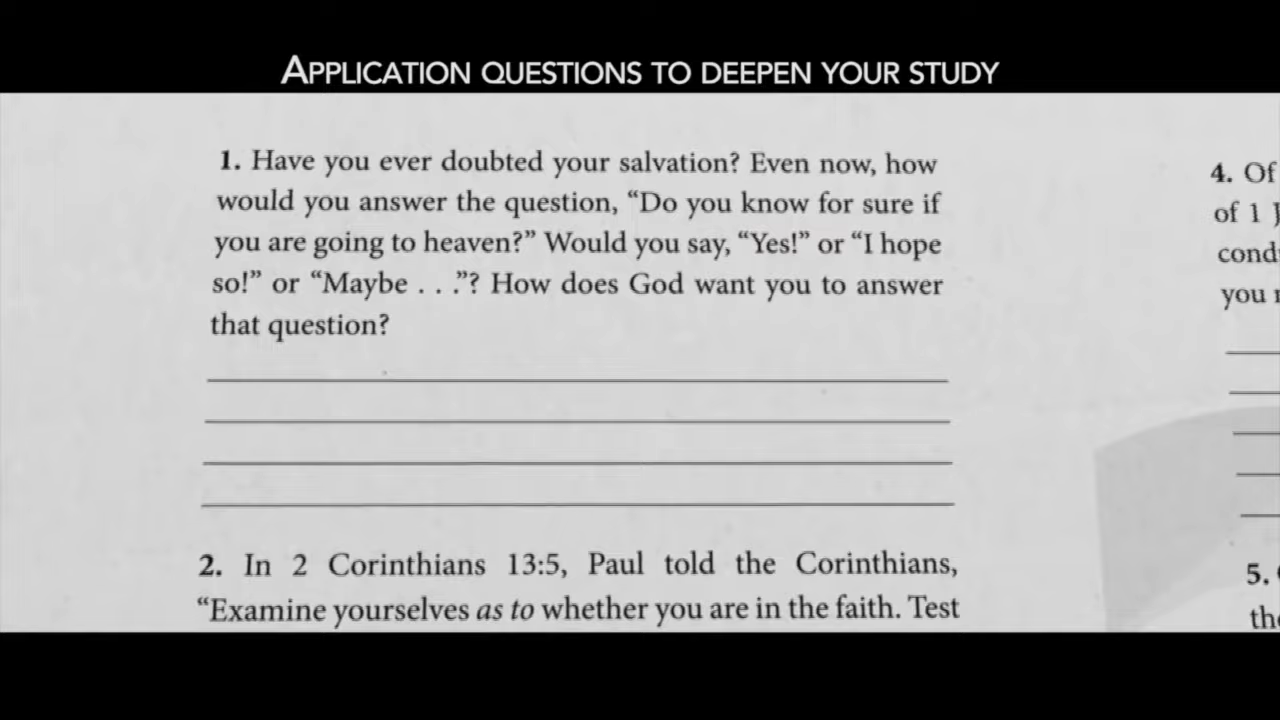 APPLICATION QUESTIONS TO DEEPEN YOUR STUDY
1. Have you ever doubted your salvation? Even now, how
would you answer the question, “Do you know for sure if
you are going to heaven?” Would you say, “Yes!” or “I hope
so!” or “Maybe . . .”? How does God want you to answer
that question?
2. In 2 Corinthians 13:5, Paul told the Corinthians,
“Examine yourselves as to whether you are in the faith. Test
4. Of
of 1
you
5.